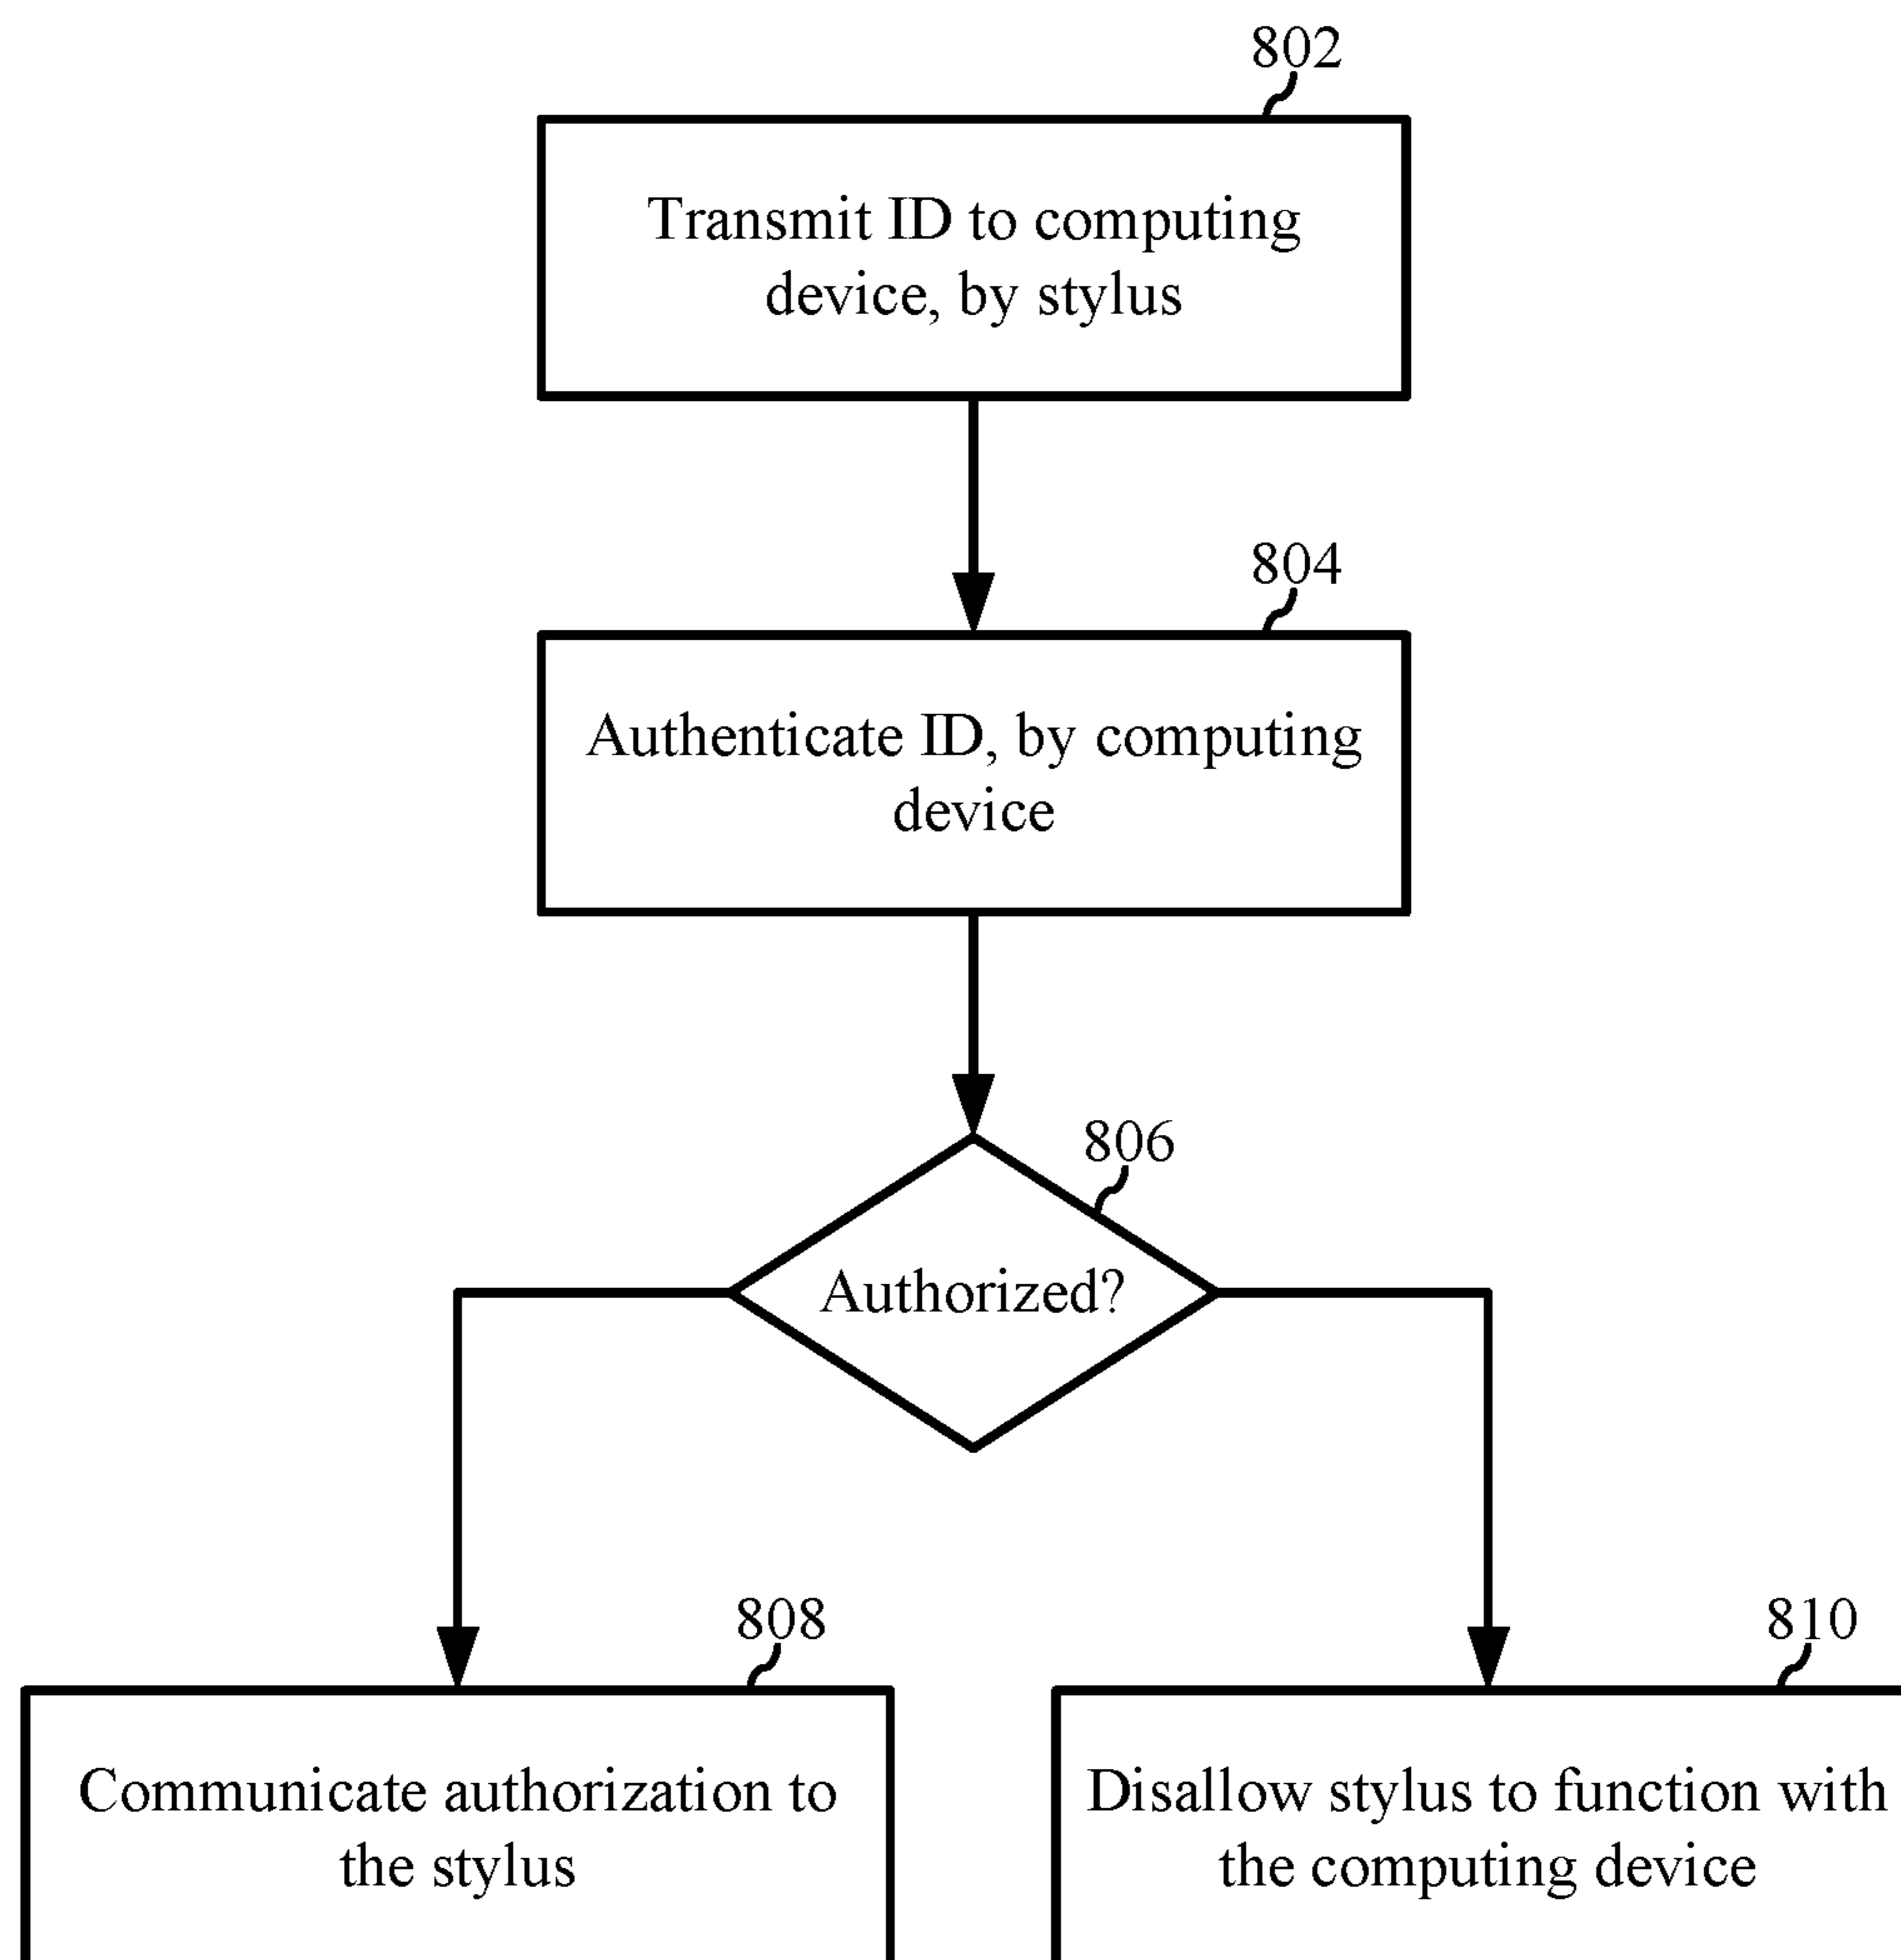 802
Transmit ID to computing
device, by stylus
804
Authenticate ID, by computing
device
806
Authorized?
808
Communicate authorization to
the stylus
810
Disallow stylus to function with
the computing device